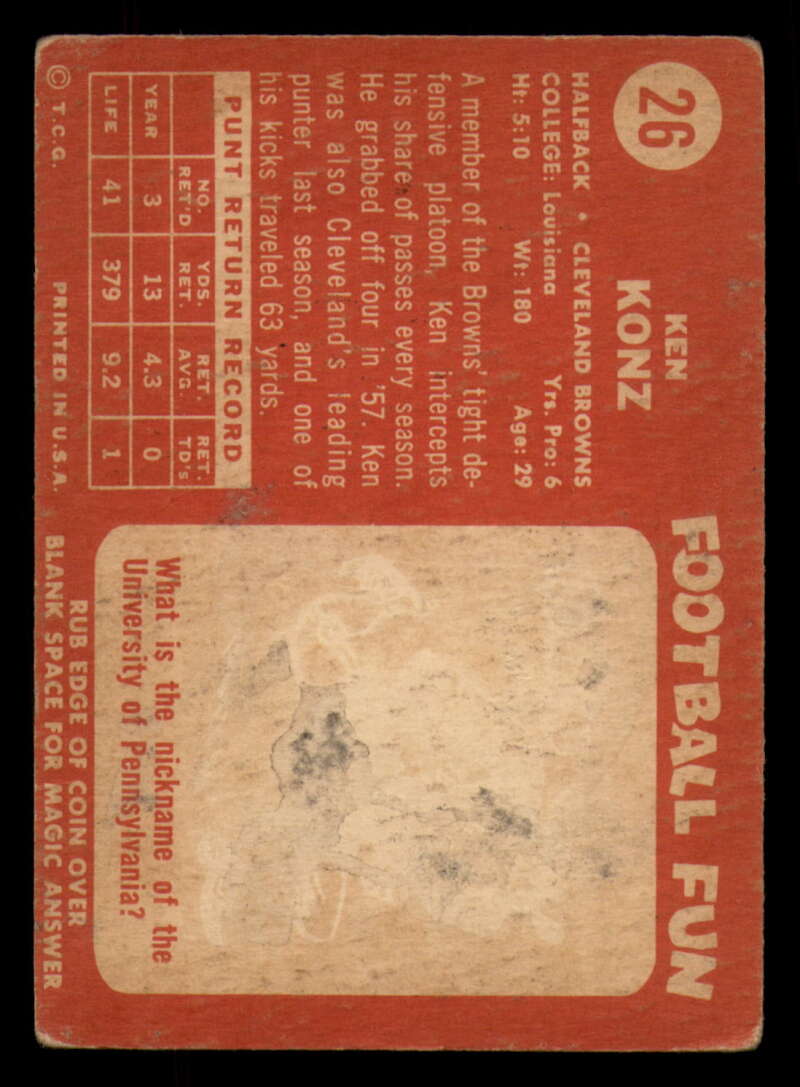 26
KEN
KONZ
HALFBACK • CLEVELAND BROWNS
COLLEGE: Louisiana Yrs. Pro: 6
Ht: 5:10 Wt: 180 Age: 29
A member of the Browns' tight de-
fensive platoon, Ken intercepts
his share of passes every season.
He grabbed off four in '57. Ken
was also Cleveland's leading
punter last season, and one of
his kicks traveled 63 yards.
PUNT RETURN RECORD
NO. RET'D YDS. RET. RET. AVG. RET. TD's
YEAR 3 13 4.3 0
LIFE 41 379 9.2 1
© T.C.G. PRINTED IN U.S.A.
FOOTBALL FUN
What is the nickname of the
University of Pennsylvania?
RUB EDGE OF COIN OVER
BLANK SPACE FOR MAGIC ANSWER